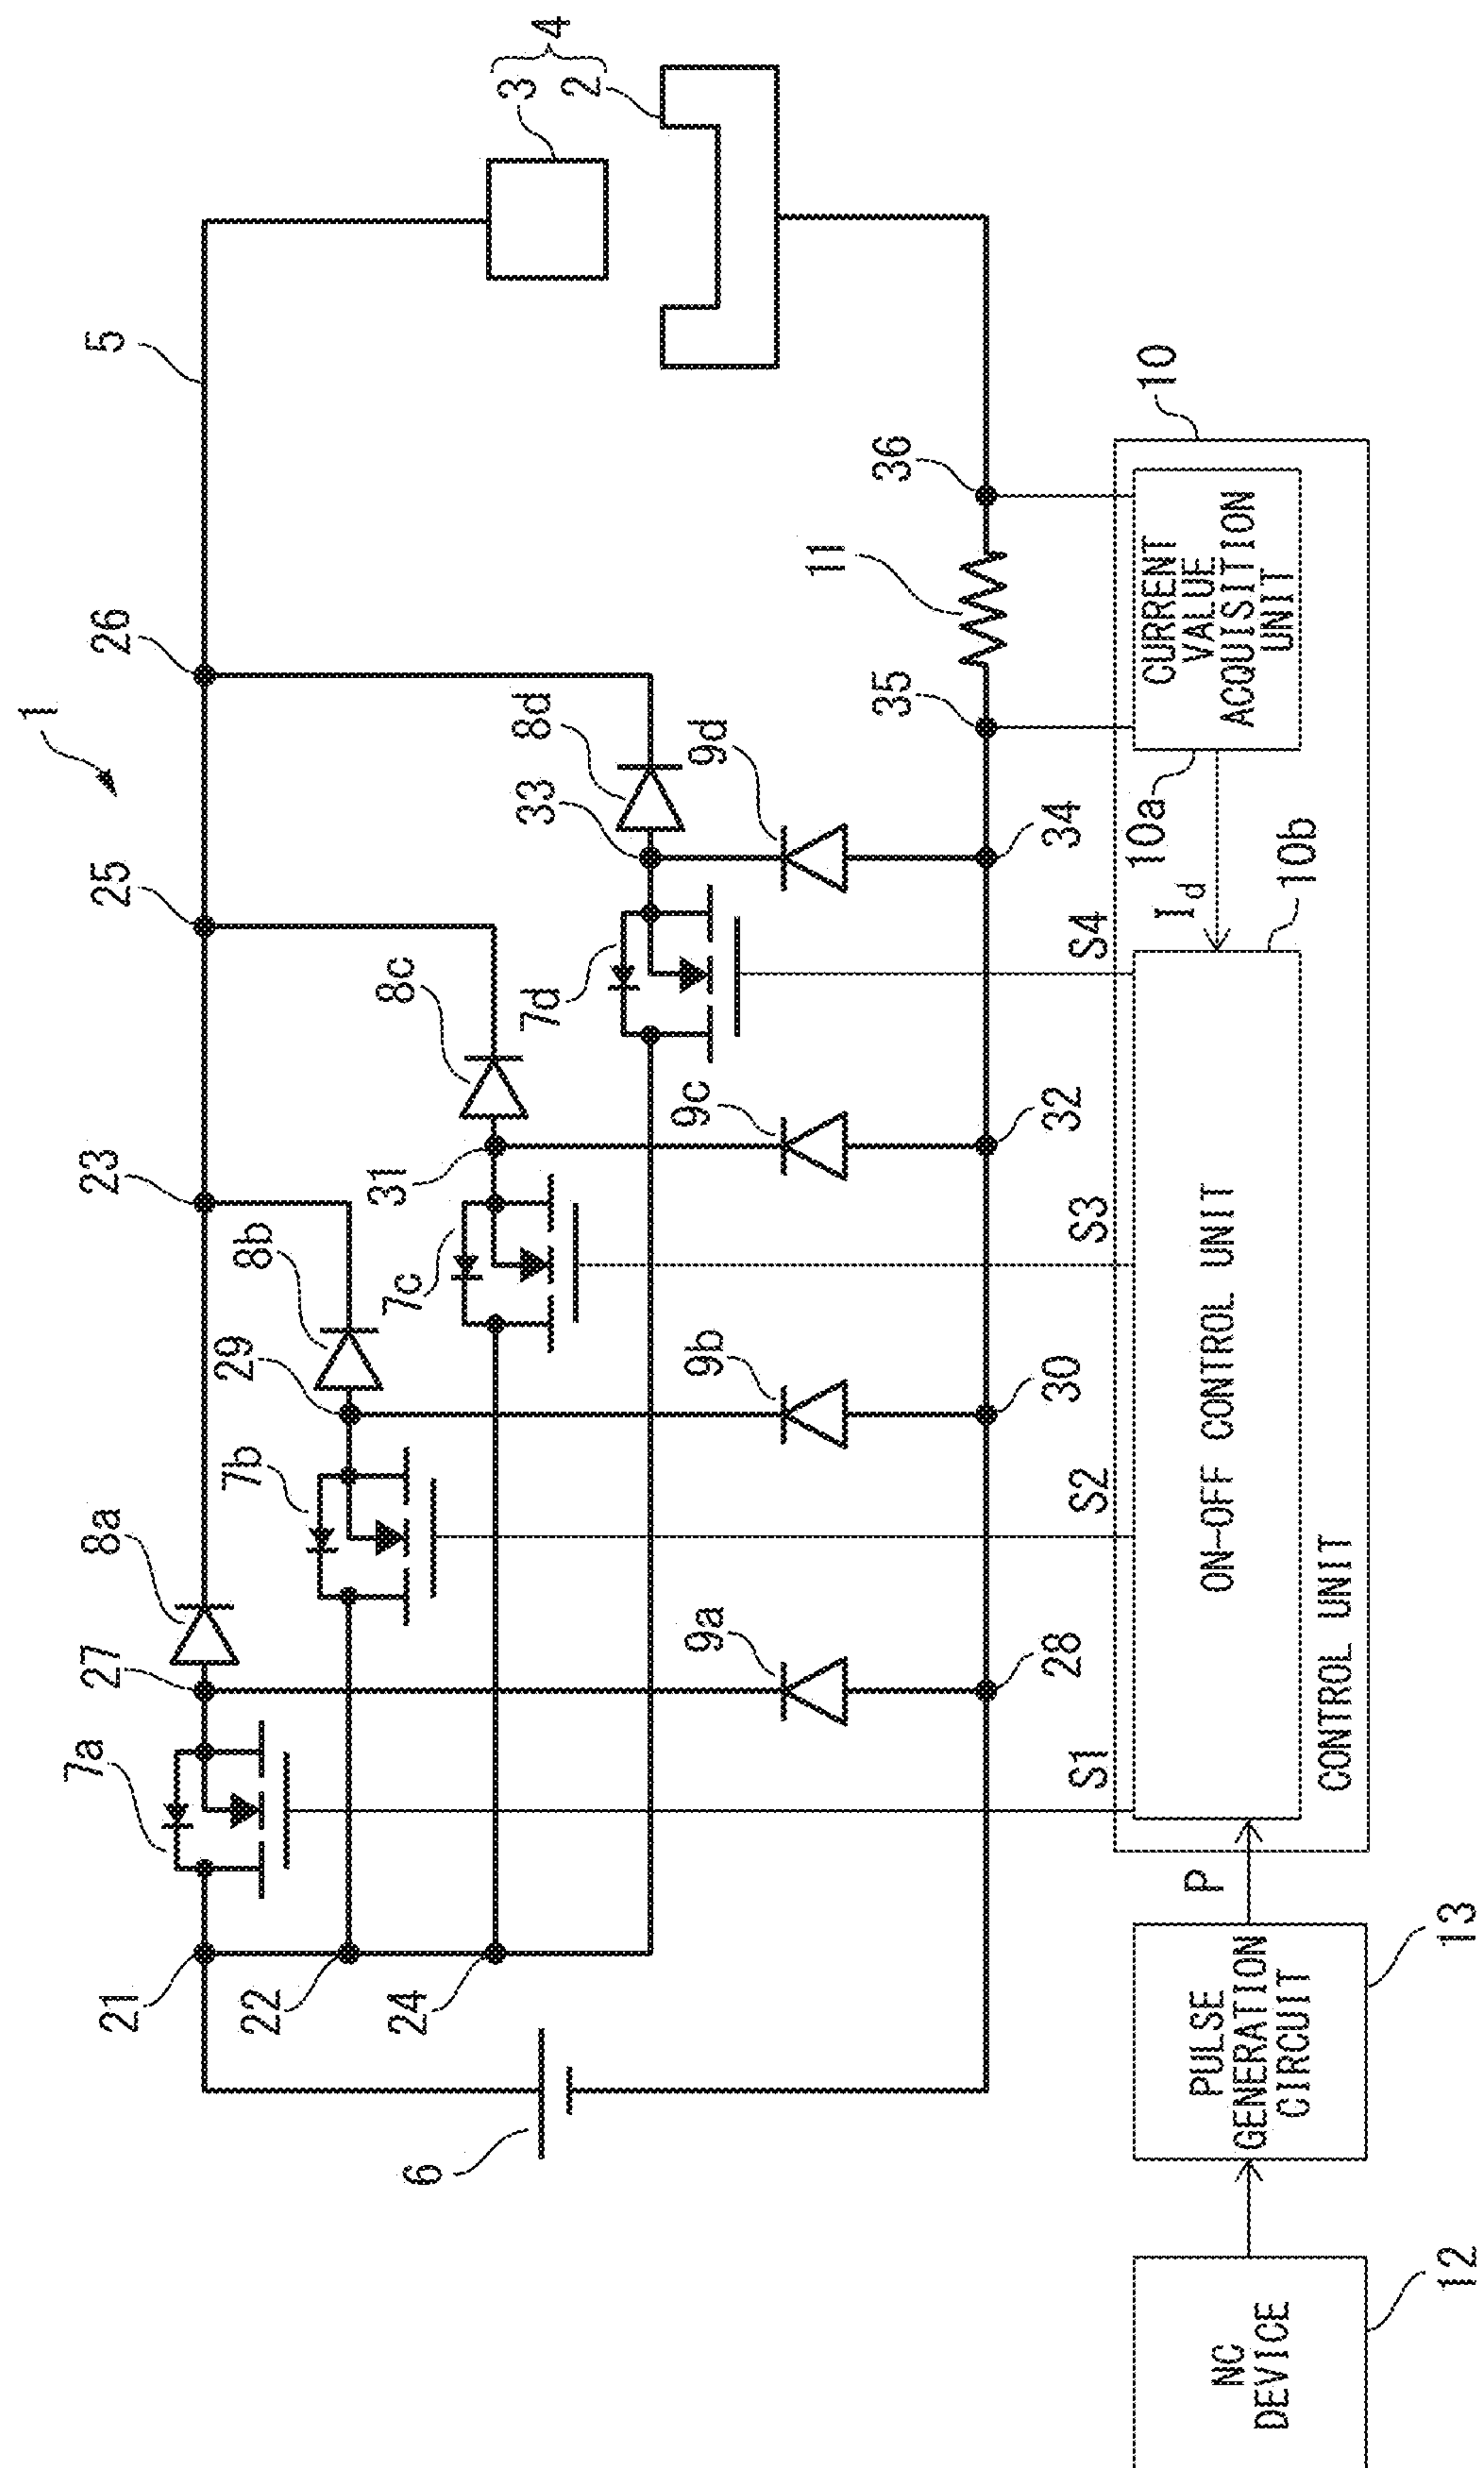 1
4
3
2
5
26
25
23
8a
27
7a
21
8b
29
7b
22
8c
31
7c
24
8d
33
7d
9d
9c
9b
9a
6
11
36
35
34
32
30
28
S4
S3
S2
S1
10
CURRENT
VALUE
ACQUISITION
UNIT
10a
Id
10b
ON-OFF CONTROL UNIT
CONTROL UNIT
P
PULSE
GENERATION
CIRCUIT
13
NC
DEVICE
12